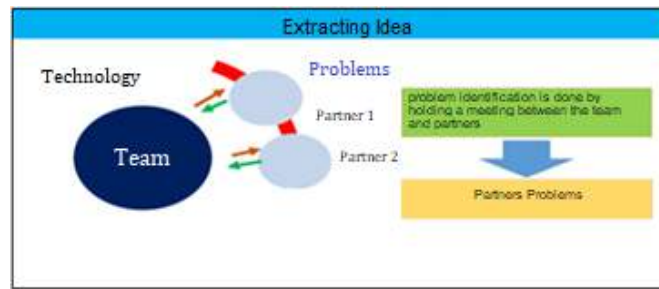 Extracting Idea
Technology
Problems
Team
Partner 1
Partner 2
problem identification is done by
holding a meeting between the team
and partners
Partners Problems